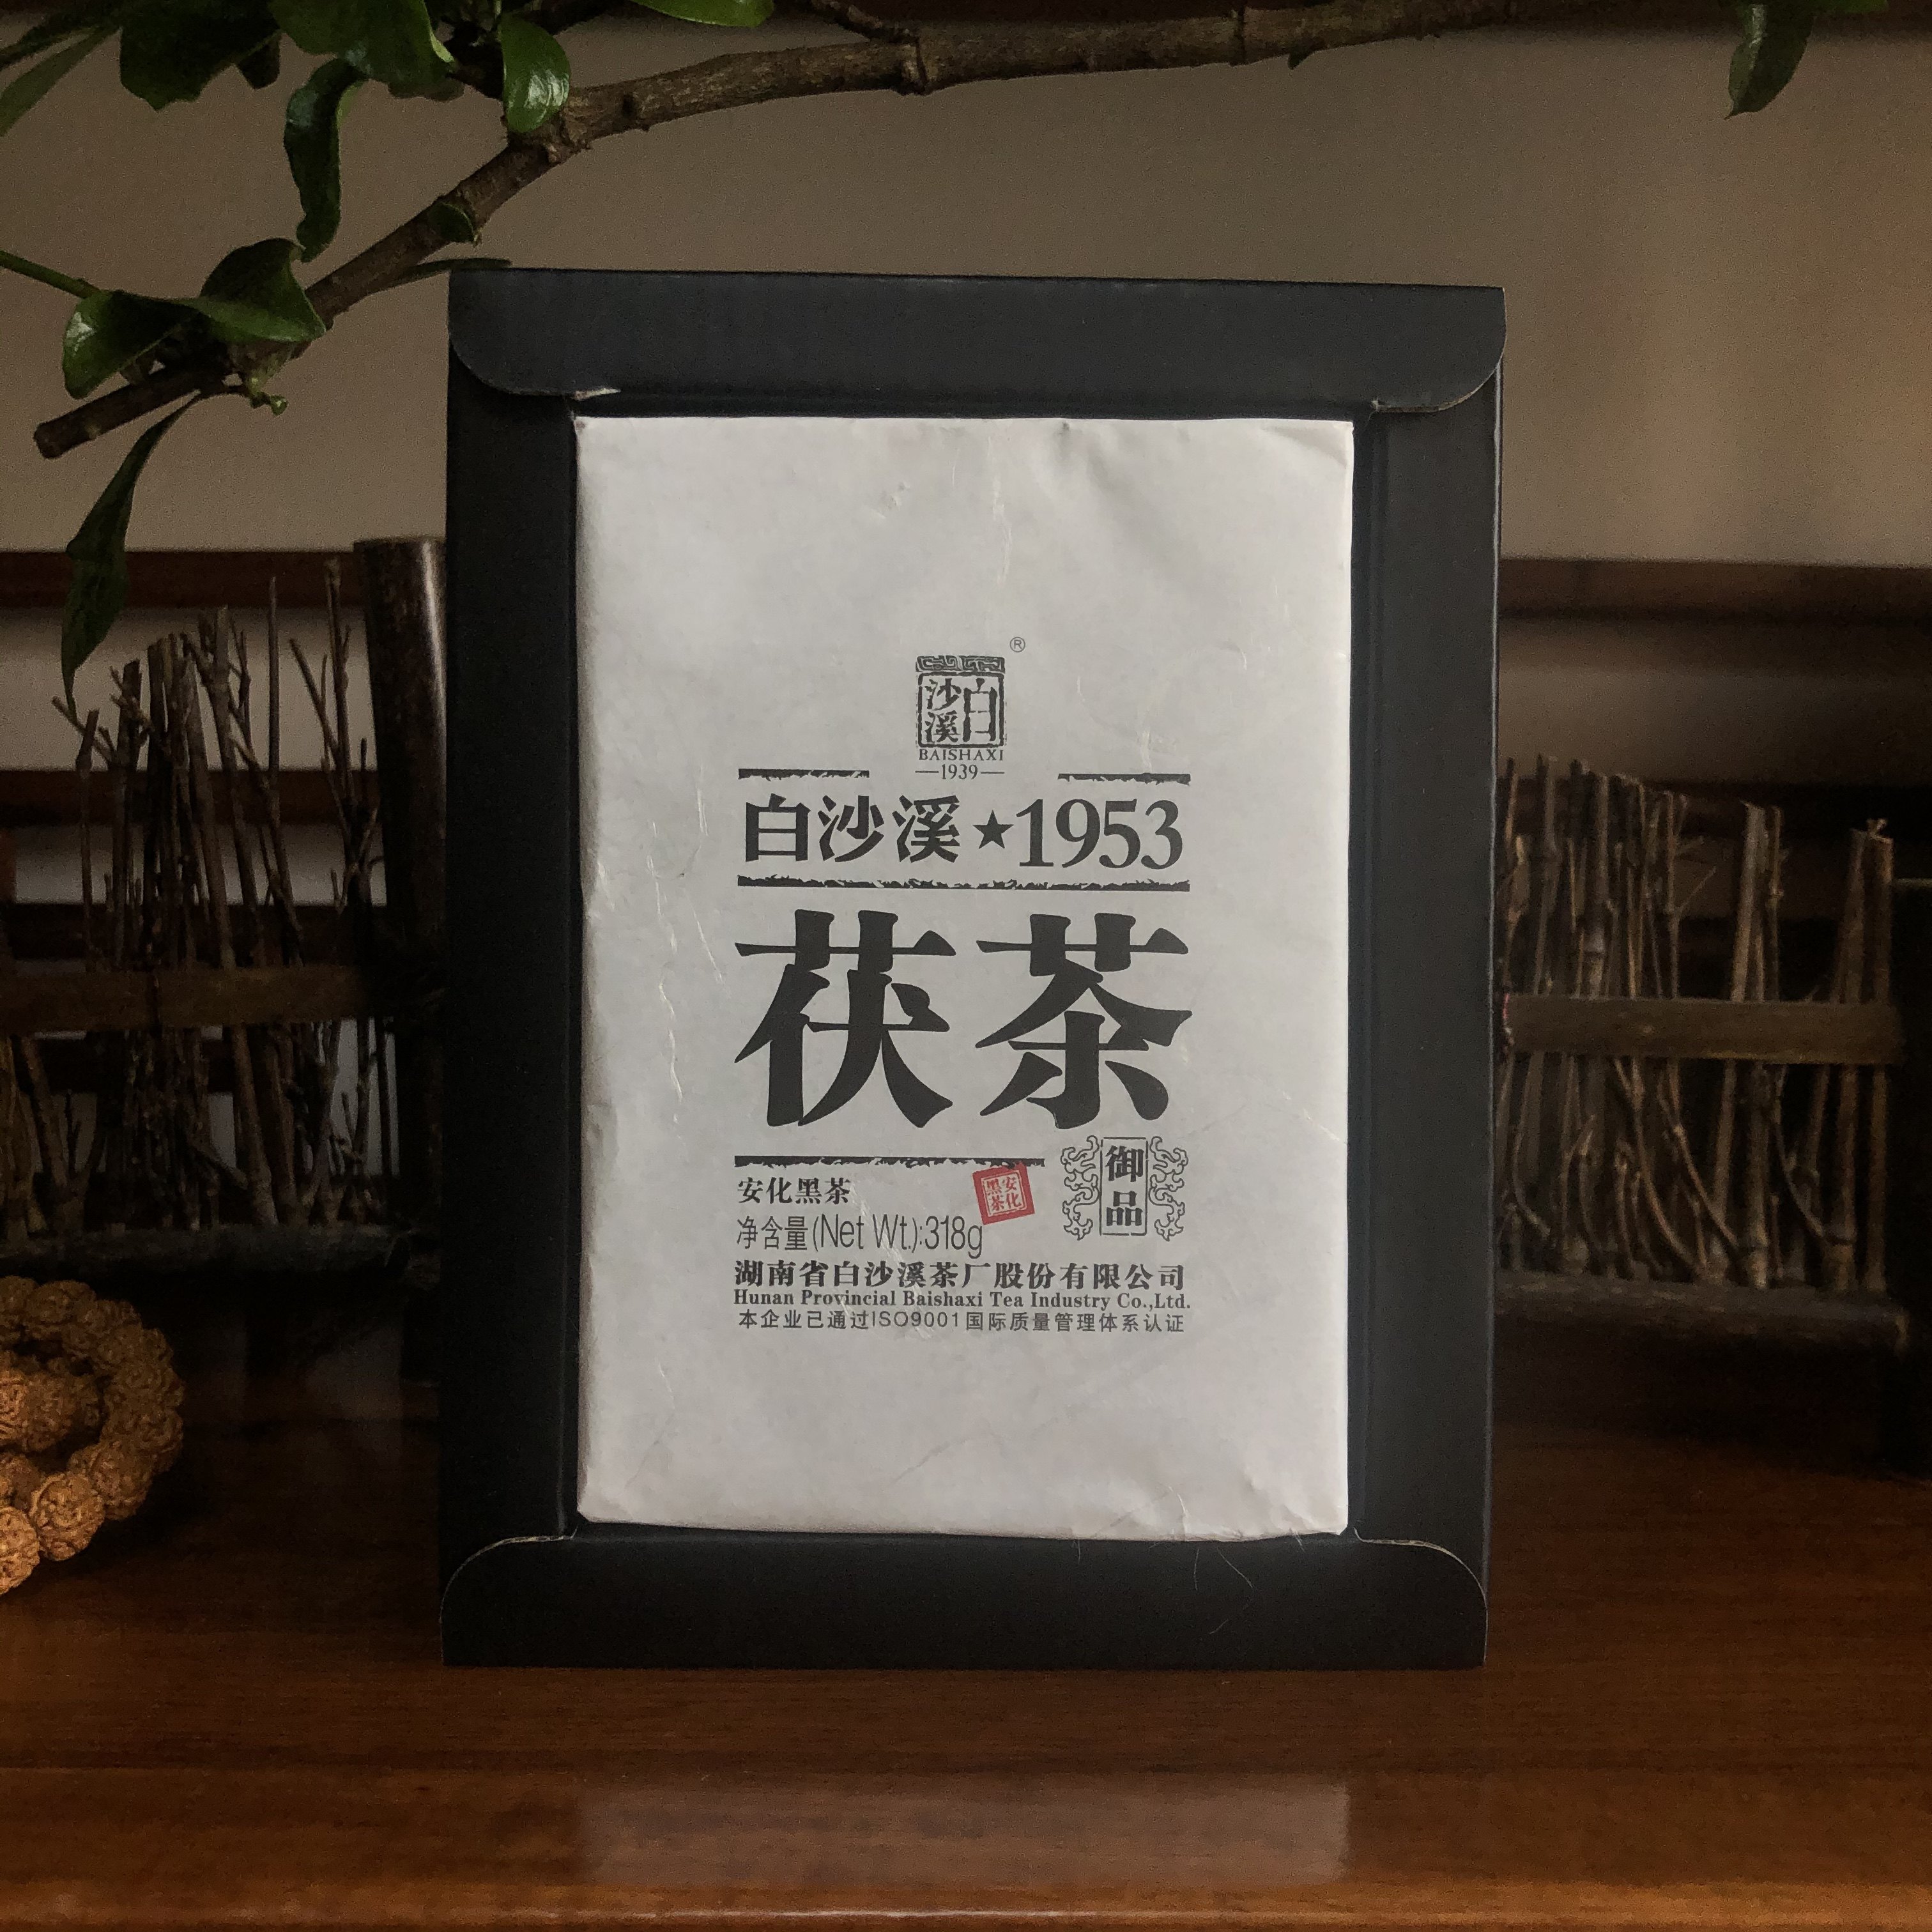 ®
白沙溪
BAISHAXI
1939
白沙溪★1953
茯茶
御品
安化黑茶
安化黑茶
净含量(Net Wt.):318g
湖南省白沙溪茶厂股份有限公司
Hunan Provincial Baishaxi Tea Industry Co.,Ltd.
本企业已通过ISO9001国际质量管理体系认证